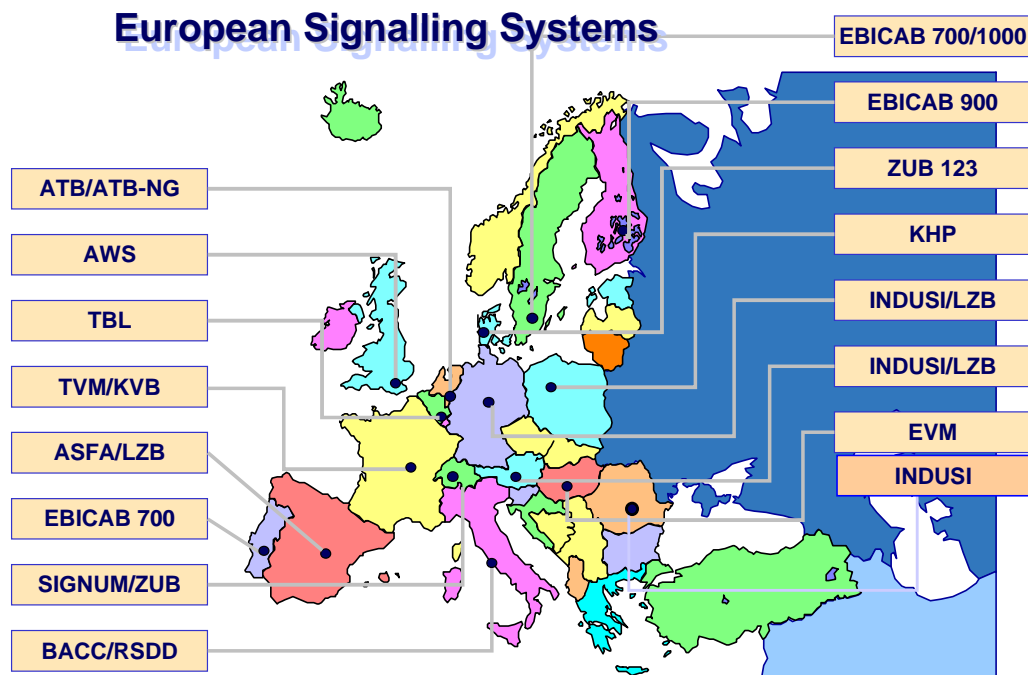 European Signalling Systems
EBICAB 700/1000
EBICAB 900
ZUB 123
KHP
INDUSI/LZB
INDUSI/LZB
EVM
INDUSI
ATB/ATB-NG
AWS
TBL
TVM/KVB
ASFA/LZB
EBICAB 700
SIGNUM/ZUB
BACC/RSDD